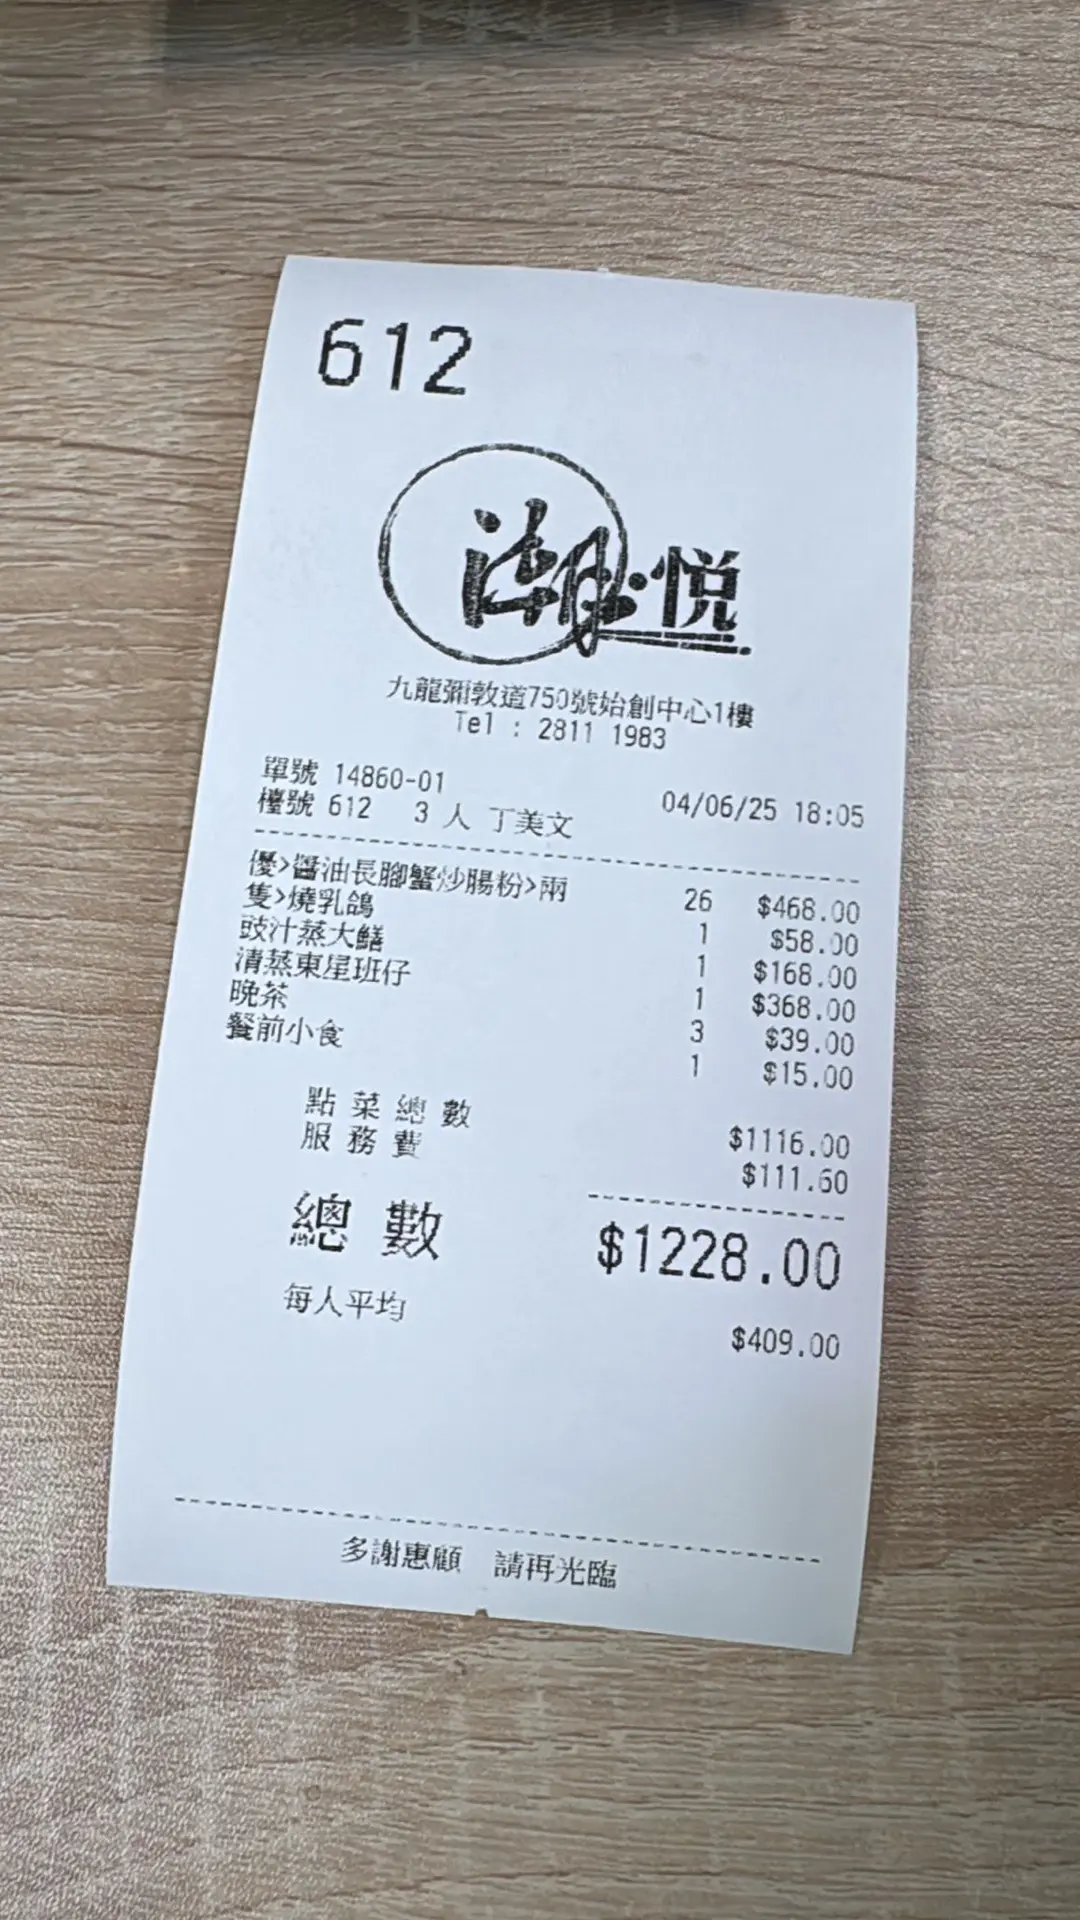 612
潮悅
九龍彌敦道750號始創中心1樓
Tel : 2811 1983
單號 14860-01
04/06/25 18:05
檯號 612 3 人 丁美文
優>醬油長腳蟹炒腸粉>兩 26 $468.00
隻>燒乳鴿 1 $58.00
豉汁蒸大鱔 1 $168.00
清蒸東星班仔 1 $368.00
晚茶 3 $39.00
餐前小食 1 $15.00
點菜總數 $1116.00
服務費 $111.60
總數 $1228.00
每人平均 $409.00
多謝惠顧 請再光臨